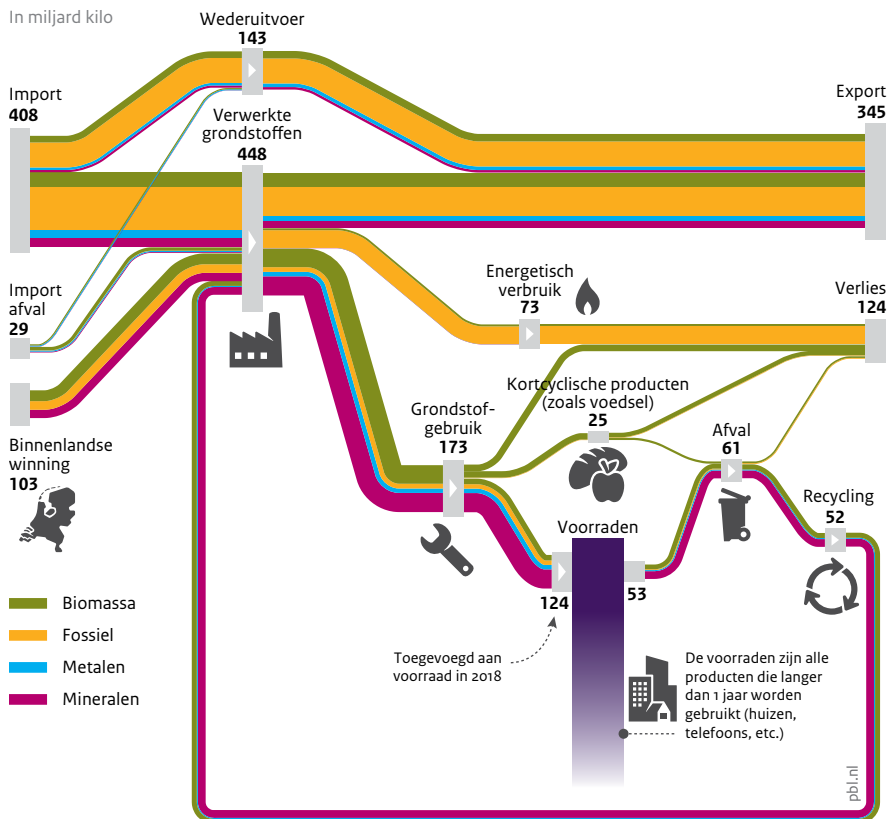 In miljard kilo
Wederuitvoer
143
Import
408
Verwerkte
grondstoffen
448
Export
345
Import
afval
29
Energetisch
verbruik
73
Verlies
124
Binnenlandse
winning
103
Grondstof-
gebruik
173
Kortcyclische producten
(zoals voedsel)
25
Afval
61
Recycling
52
Voorraden
124
53
Biomassa
Fossiel
Metalen
Mineralen
Toegevoegd aan
voorraad in 2018
De voorraden zijn alle
producten die langer
dan 1 jaar worden
gebruikt (huizen,
telefoons, etc.)
pbl.nl